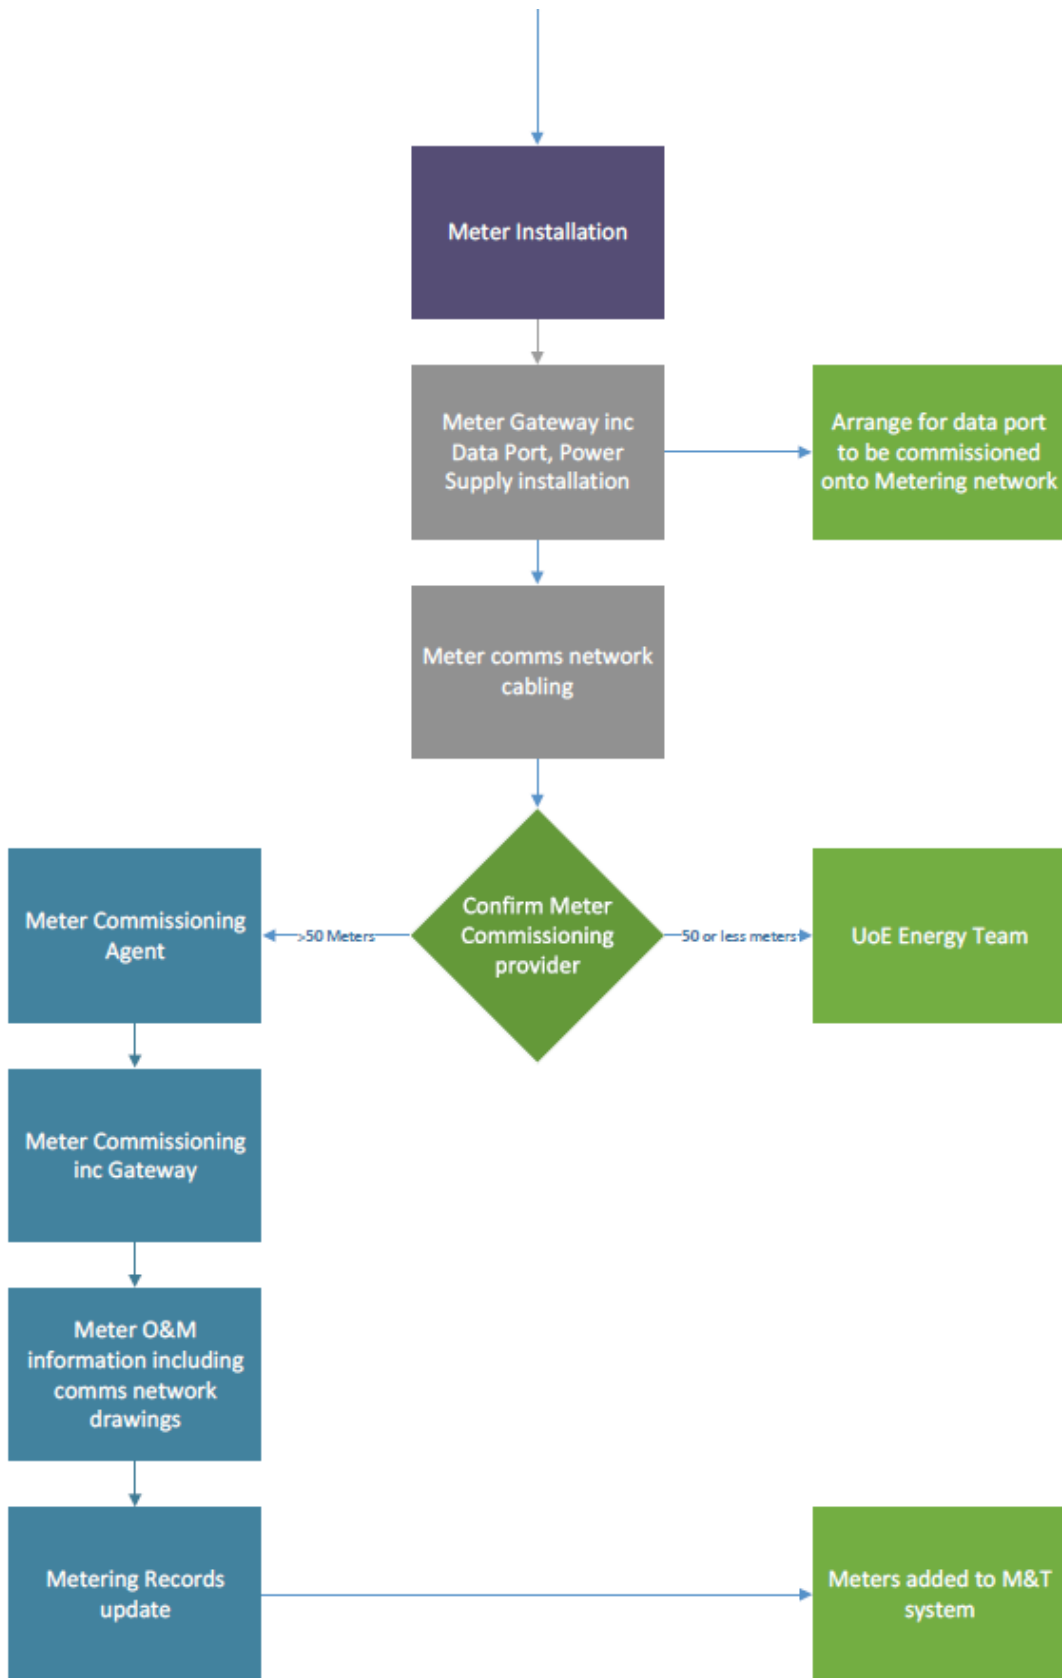 Meter Installation
Meter Gateway inc
Data Port, Power
Supply installation
Arrange for data port
to be commissioned
onto Metering network
Meter comms network
cabling
Meter Commissioning
Agent
>50 Meters
Confirm Meter
Commissioning
provider
50 or less meters
UoE Energy Team
Meter Commissioning
inc Gateway
Meter O&M
information including
comms network
drawings
Metering Records
update
Meters added to M&T
system